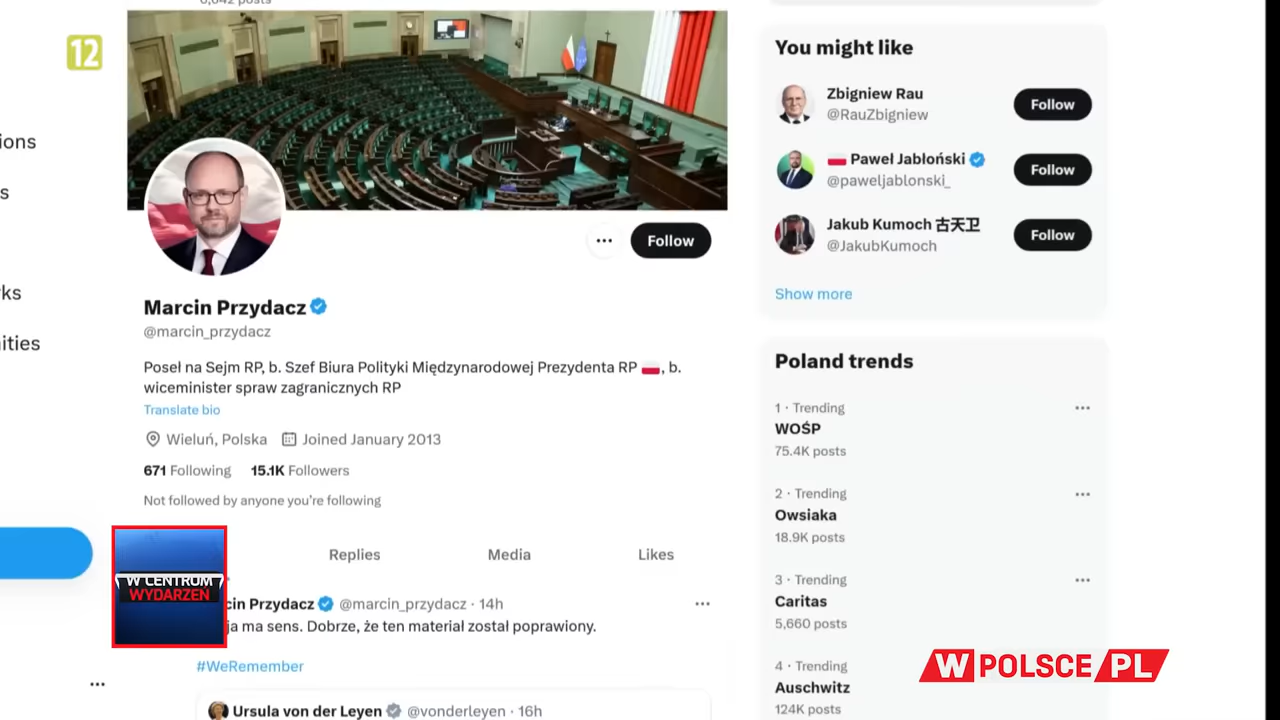 6,042 posts
12
ions
s
ks
ities
Follow
Marcin Przydacz
@marcin_przydacz
Poseł na Sejm RP, b. Szef Biura Polityki Międzynarodowej Prezydenta RP 🇵🇱, b.
wiceminister spraw zagranicznych RP
Translate bio
Wieluń, Polska Joined January 2013
671 Following 15.1K Followers
Not followed by anyone you're following
Replies Media Likes
W CENTRUM
WYDARZEŃ
cin Przydacz @marcin_przydacz · 14h
ja ma sens. Dobrze, że ten material został poprawiony.
#WeRemember
Ursula von der Leyen @vonderleyen · 16h
You might like
Zbigniew Rau
@RauZbigniew
Follow
🇵🇱 Paweł Jabłoński
@paweljablonski_
Follow
Jakub Kumoch 古天卫
@JakubKumoch
Follow
Show more
Poland trends
1 · Trending
WOŚP
75.4K posts
2 · Trending
Owsiaka
18.9K posts
3 · Trending
Caritas
5,660 posts
4 · Trending
Auschwitz
124K posts
W POLSCE PL